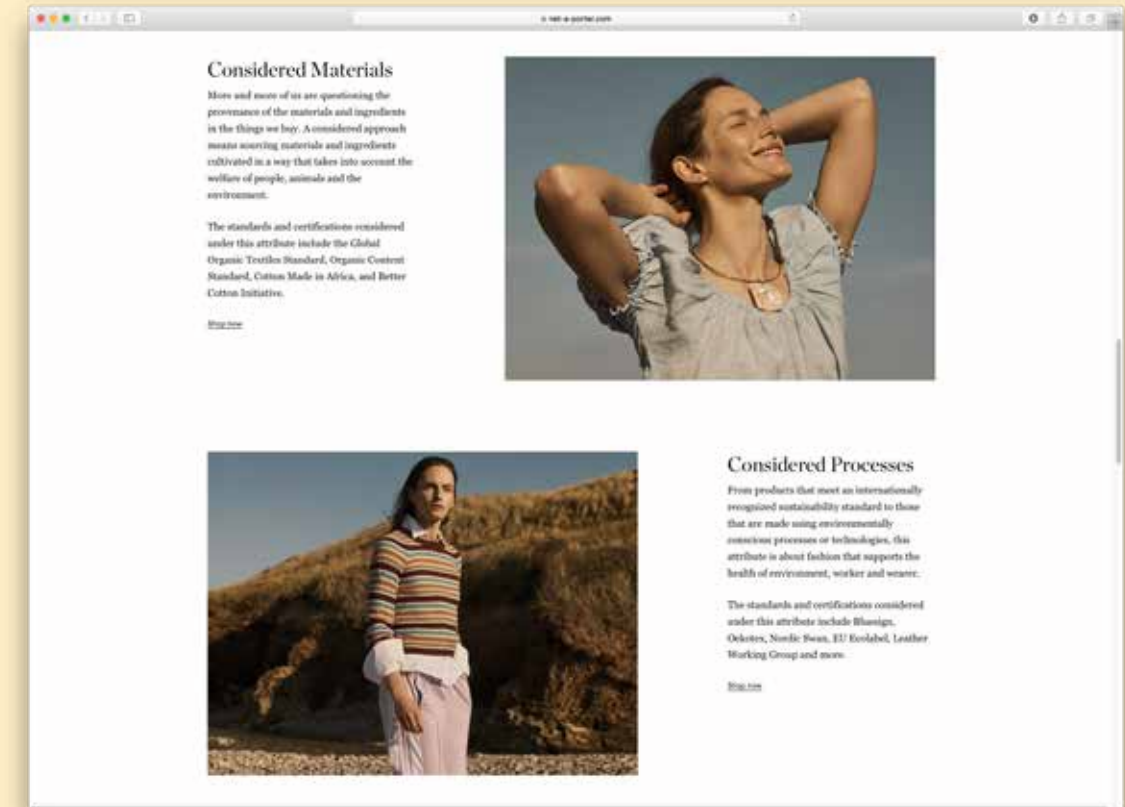 net-a-porter.com
Considered Materials
More and more of us are questioning the
provenance of the materials and ingredients
in the things we buy. A considered approach
means sourcing materials and ingredients
cultivated in a way that takes into account the
welfare of people, animals and the
environment.
The standards and certifications considered
under this attribute include the Global
Organic Textiles Standard, Organic Content
Standard, Cotton Made in Africa, and Better
Cotton Initiative.
Shop now
Considered Processes
From products that meet an internationally
recognized sustainability standard to those
that are made using environmentally
conscious processes or technologies, this
attribute is about fashion that supports the
health of environment, worker and wearer.
The standards and certifications considered
under this attribute include Bluesign,
Oekotex, Nordic Swan, EU Ecolabel, Leather
Working Group and more.
Shop now